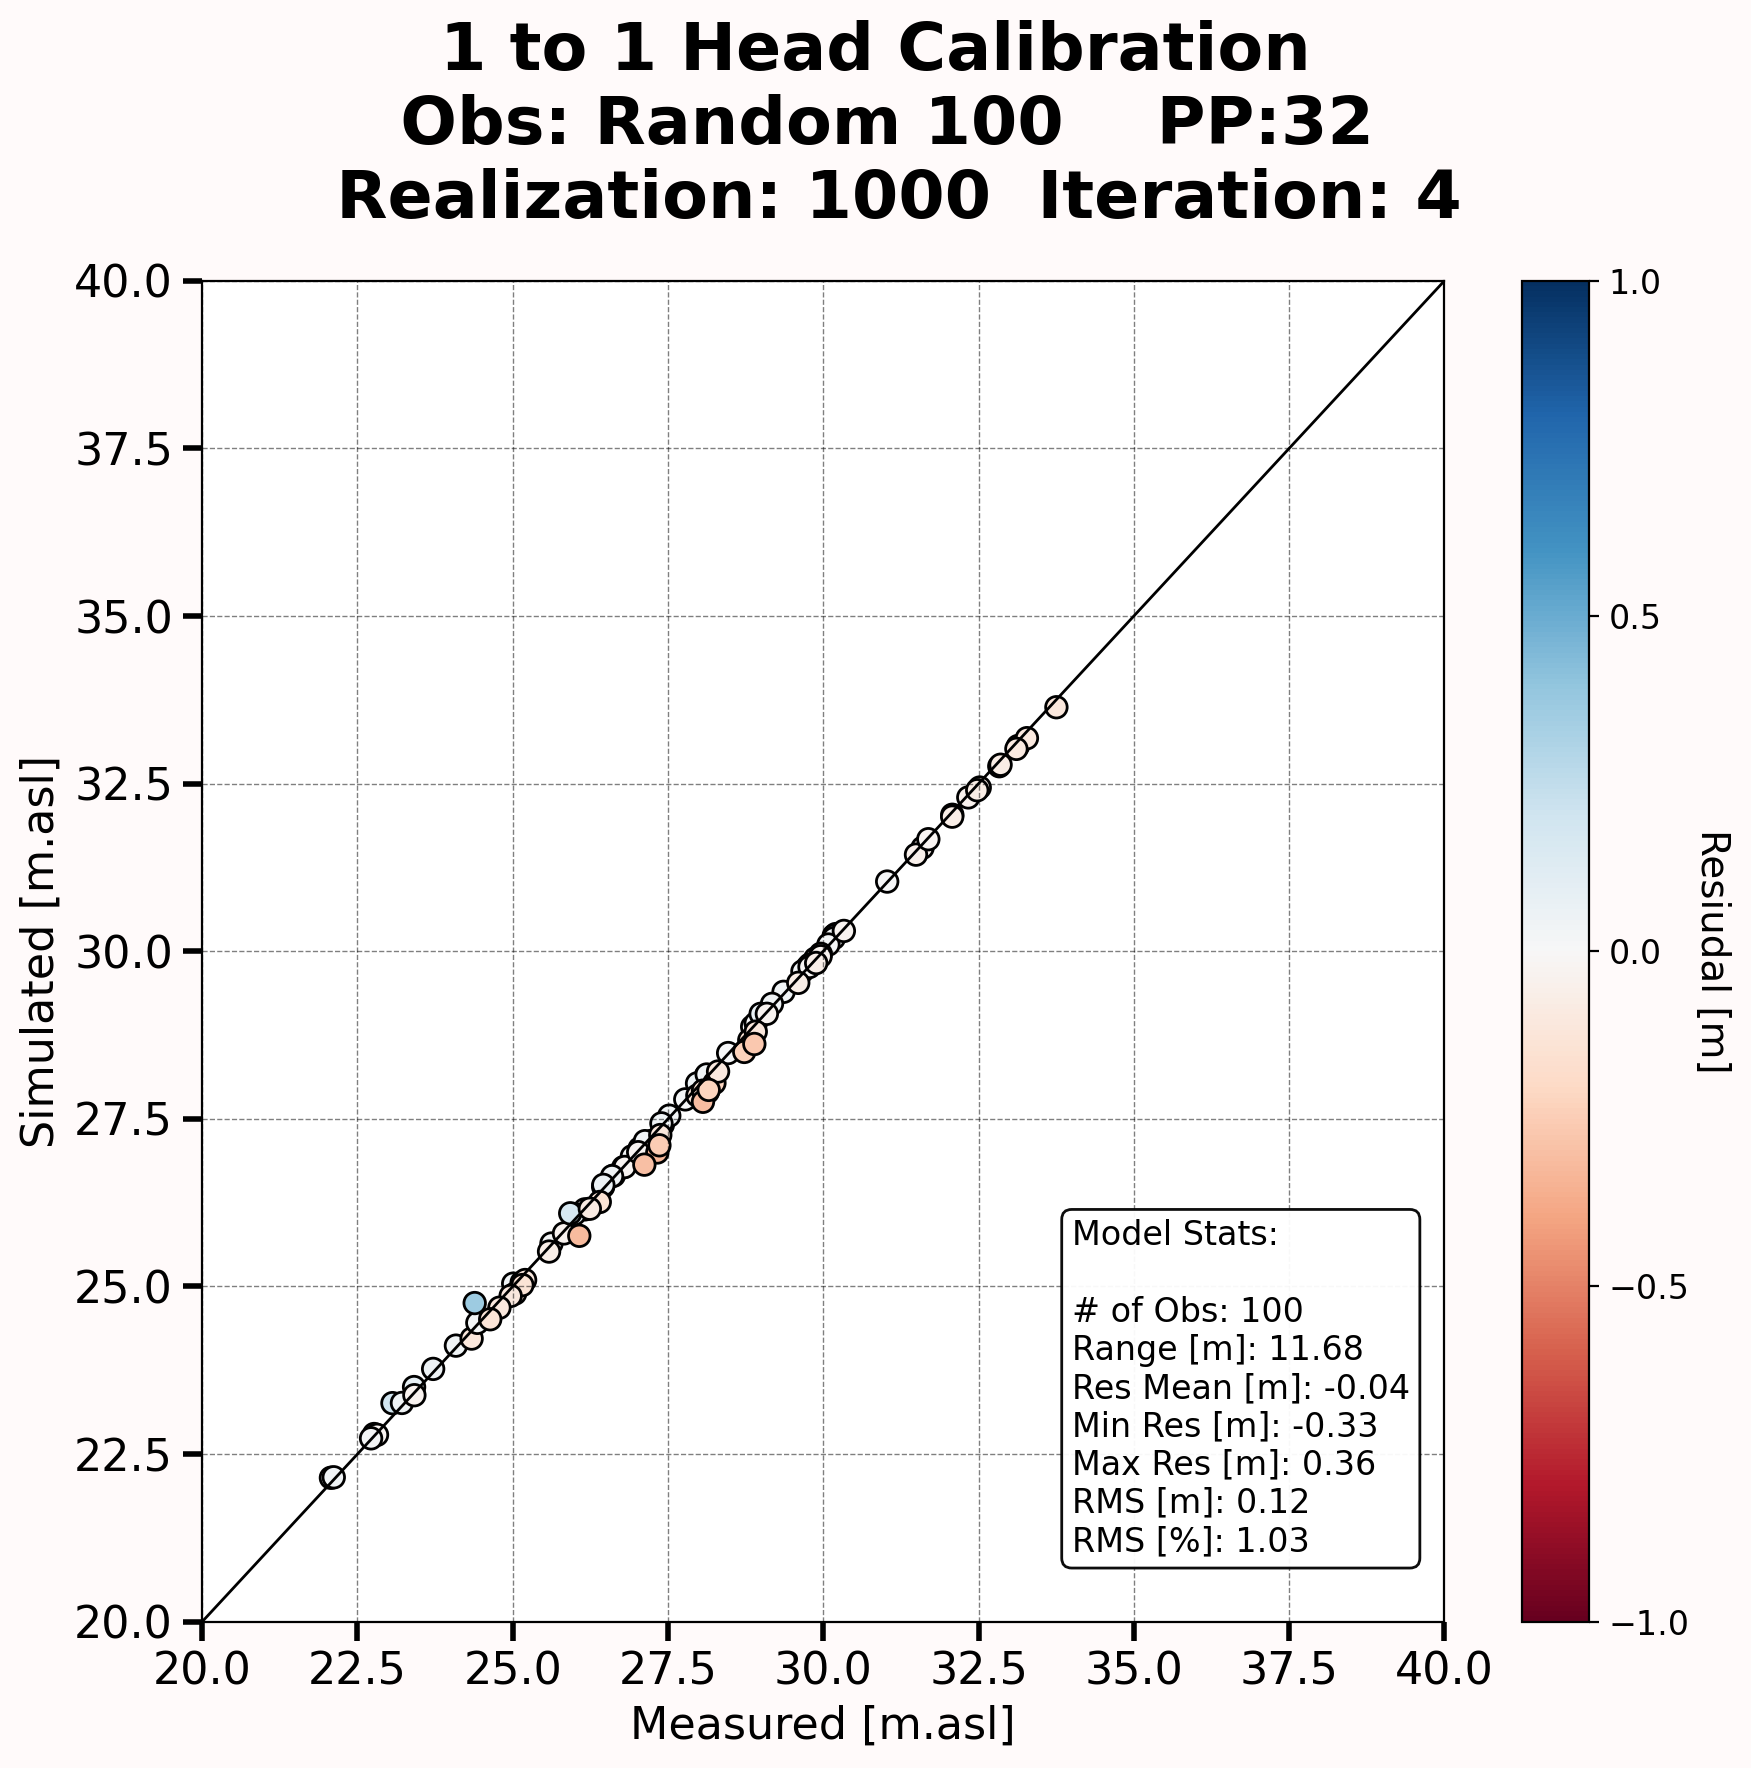 1 to 1 Head Calibration
Obs: Random 100    PP:32
Realization: 1000  Iteration: 4
40.0
37.5
35.0
32.5
30.0
27.5
25.0
22.5
20.0
Simulated [m.asl]
20.0 22.5 25.0 27.5 30.0 32.5 35.0 37.5 40.0
Measured [m.asl]
Model Stats:
# of Obs: 100
Range [m]: 11.68
Res Mean [m]: -0.04
Min Res [m]: -0.33
Max Res [m]: 0.36
RMS [m]: 0.12
RMS [%]: 1.03
1.0
0.5
0.0
−0.5
−1.0
Resiudal [m]